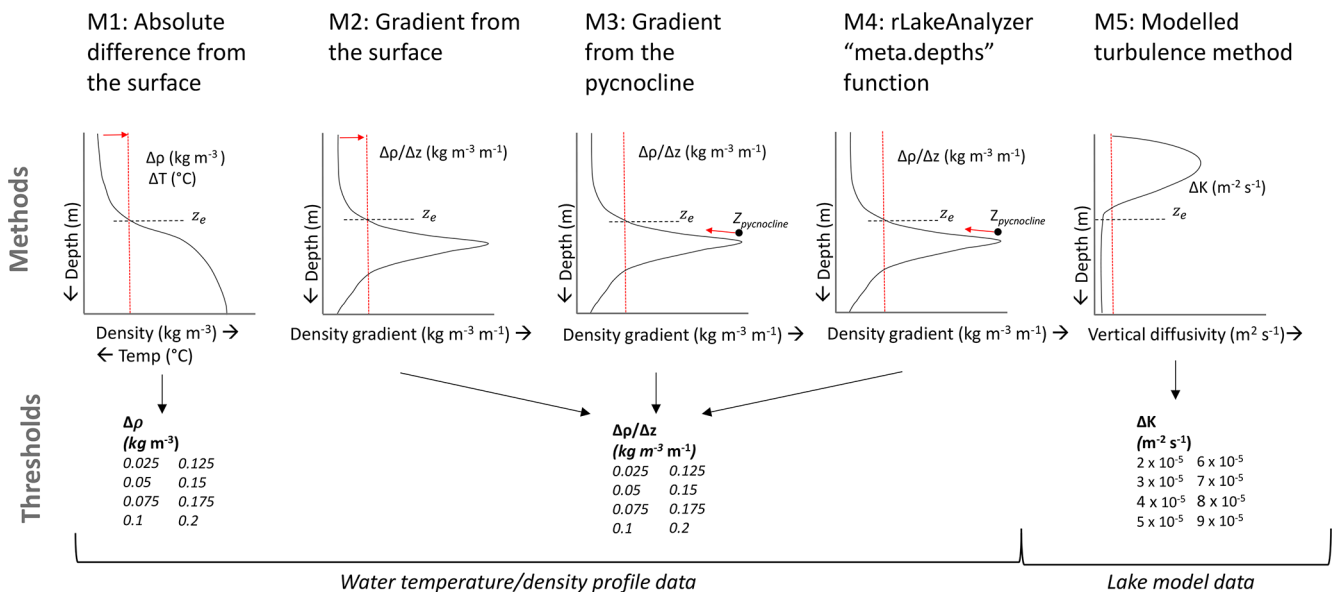 M1: Absolute
difference from
the surface
M2: Gradient from
the surface
M3: Gradient
from the
pycnocline
M4: rLakeAnalyzer
“meta.depths”
function
M5: Modelled
turbulence method
Methods
← Depth (m)
Δρ (kg m⁻³)
ΔT (°C)
zₑ
Density (kg m⁻³) →
← Temp (°C)
← Depth (m)
Δρ/Δz (kg m⁻³ m⁻¹)
zₑ
Density gradient (kg m⁻³ m⁻¹) →
← Depth (m)
Δρ/Δz (kg m⁻³ m⁻¹)
zₑ
Zpycnocline
Density gradient (kg m⁻³ m⁻¹) →
← Depth (m)
Δρ/Δz (kg m⁻³ m⁻¹)
zₑ
Zpycnocline
Density gradient (kg m⁻³ m⁻¹) →
← Depth (m)
ΔK (m⁻² s⁻¹)
zₑ
Vertical diffusivity (m² s⁻¹) →
Thresholds
Δρ
(kg m⁻³)
0.025 0.125
0.05 0.15
0.075 0.175
0.1 0.2
Δρ/Δz
(kg m⁻³ m⁻¹)
0.025 0.125
0.05 0.15
0.075 0.175
0.1 0.2
ΔK
(m⁻² s⁻¹)
2 x 10⁻⁵ 6 x 10⁻⁵
3 x 10⁻⁵ 7 x 10⁻⁵
4 x 10⁻⁵ 8 x 10⁻⁵
5 x 10⁻⁵ 9 x 10⁻⁵
Water temperature/density profile data
Lake model data